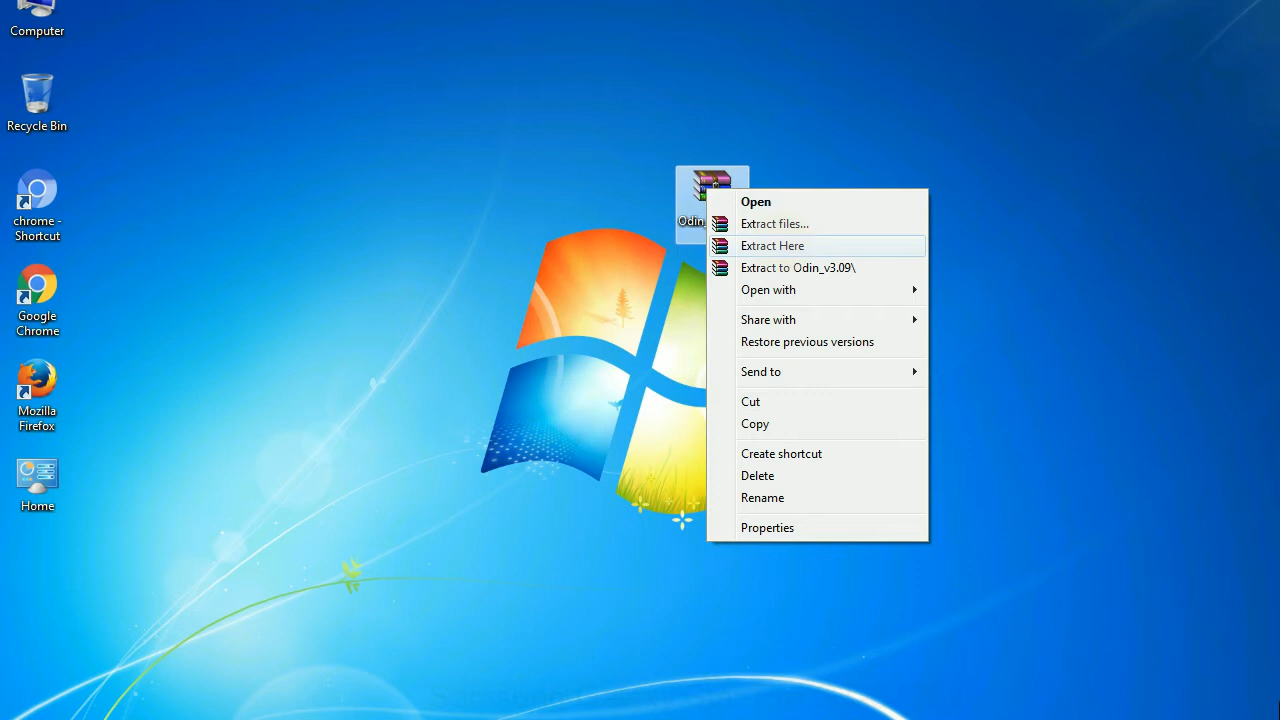 Computer
Recycle Bin
chrome -
Shortcut
Google
Chrome
Mozilla
Firefox
Home
Odin_
Open
Extract files...
Extract Here
Extract to Odin_v3.09\
Open with
Share with
Restore previous versions
Send to
Cut
Copy
Create shortcut
Delete
Rename
Properties